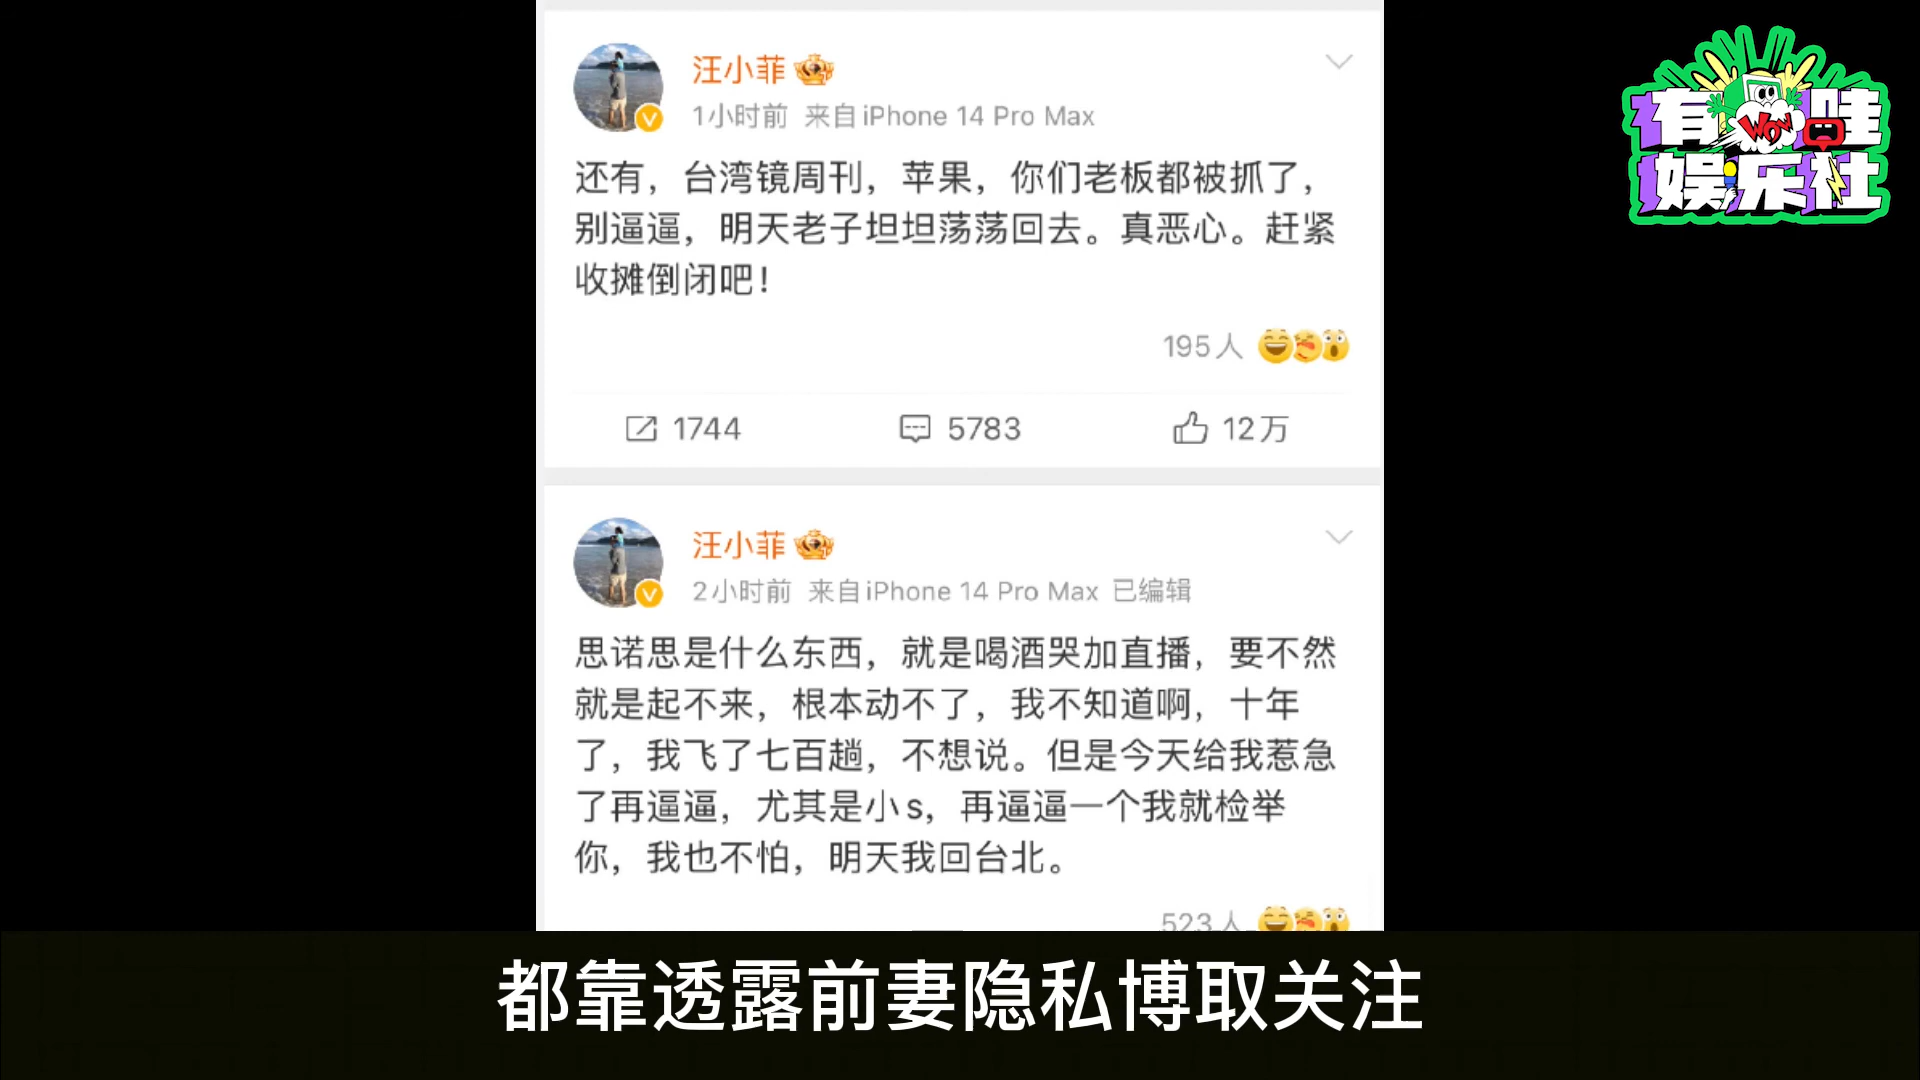 汪小菲
1小时前 来自iPhone 14 Pro Max
还有，台湾镜周刊，苹果，你们老板都被抓了，
别逼逼，明天老子坦坦荡荡回去。真恶心。赶紧
收摊倒闭吧！
195人
1744 5783 12万
汪小菲
2小时前 来自iPhone 14 Pro Max 已编辑
思诺思是什么东西，就是喝酒哭加直播，要不然
就是起不来，根本动不了，我不知道啊，十年
了，我飞了七百趟，不想说。但是今天给我惹急
了再逼逼，尤其是小s，再逼逼一个我就检举
你，我也不怕，明天我回台北。
523人
都靠透露前妻隐私博取关注
有 哇
WOW
娱乐社